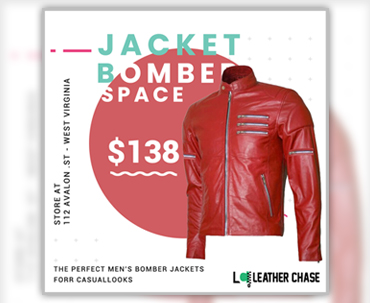 JACKET
BOMBER
SPACE
$138
STORE AT
112 AVALON .ST - WEST VIRGINIA
THE PERFECT MEN'S BOMBER JACKETS
FORR CASUALLOOKS
LEATHER CHASE